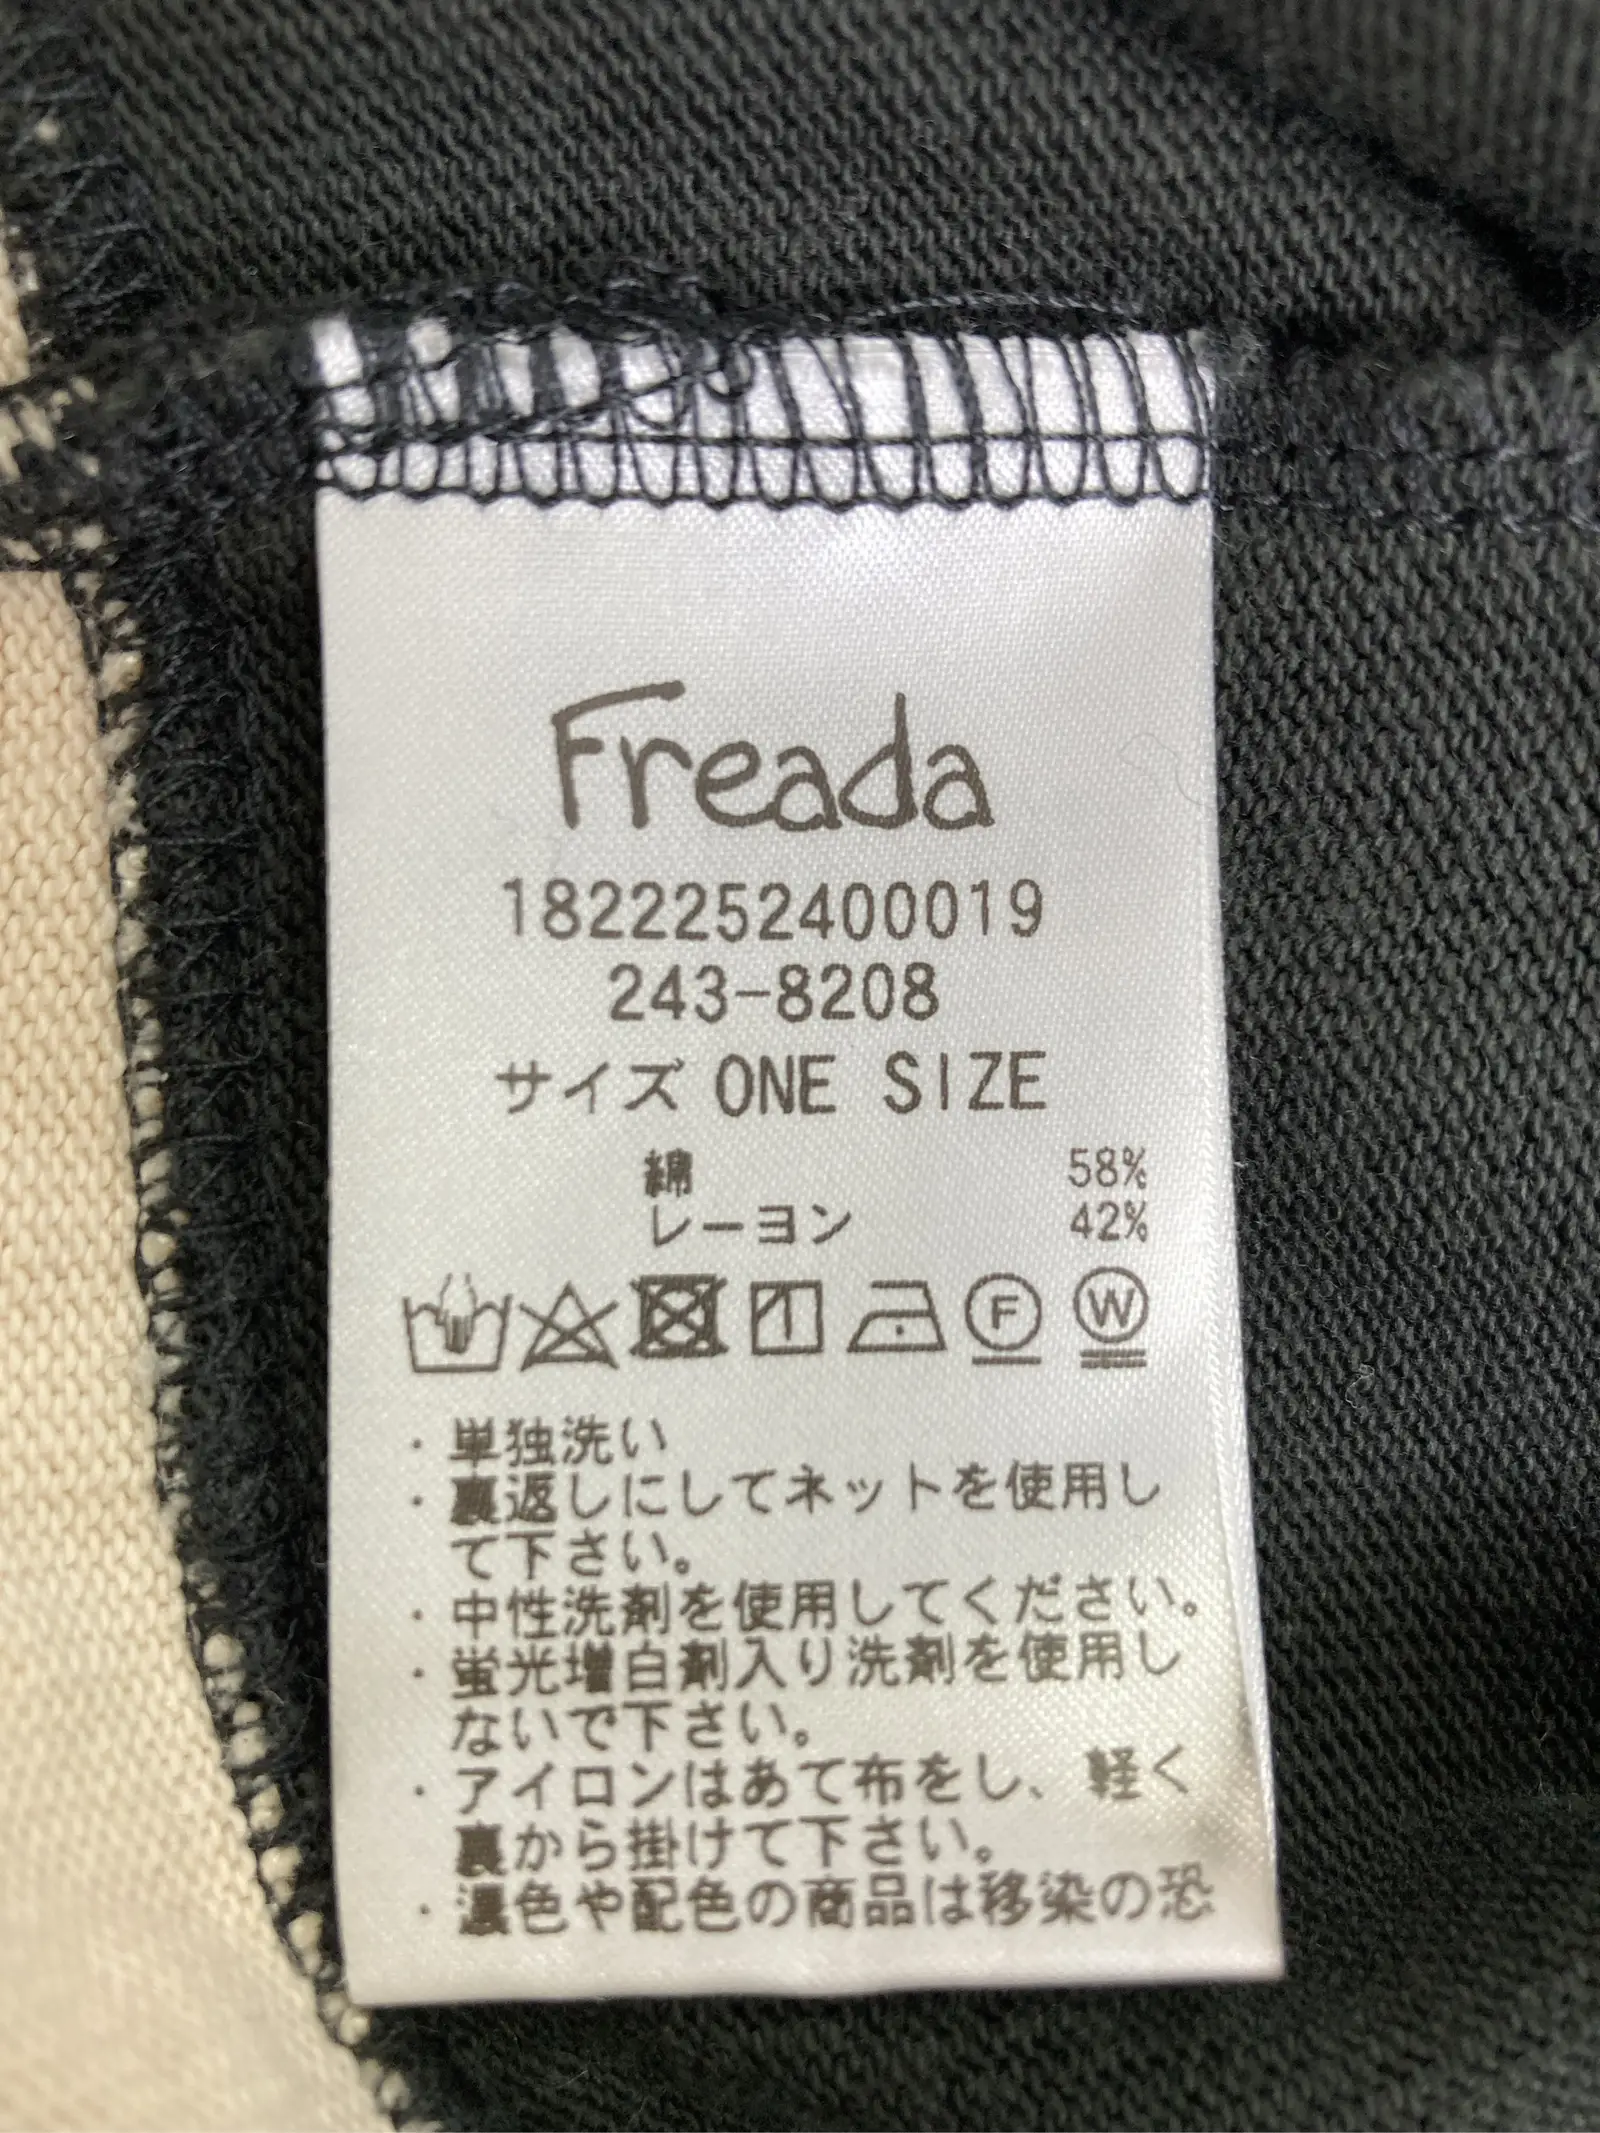 Freada
1822252400019
243-8208
サイズ ONE SIZE
綿 58%
レーヨン 42%
F W
・単独洗い
・裏返しにしてネットを使用し
て下さい。
・中性洗剤を使用してください。
・蛍光増白剤入り洗剤を使用し
ないで下さい。
・アイロンはあて布をし、軽く
裏から掛けて下さい。
・濃色や配色の商品は移染の恐